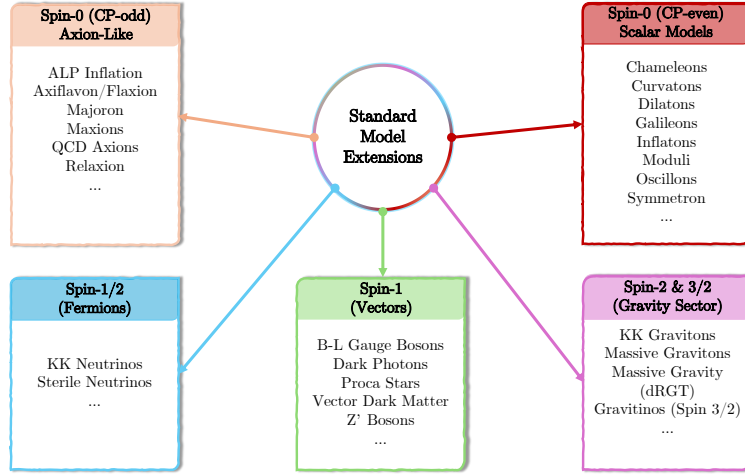 Spin-0 (CP-odd)
Axion-Like
ALP Inflation
Axiflavon/Flaxion
Majoron
Maxions
QCD Axions
Relaxion
...
Standard
Model
Extensions
Spin-0 (CP-even)
Scalar Models
Chameleons
Curvatons
Dilatons
Galileons
Inflatons
Moduli
Oscillons
Symmetron
...
Spin-1/2
(Fermions)
KK Neutrinos
Sterile Neutrinos
...
Spin-1
(Vectors)
B-L Gauge Bosons
Dark Photons
Proca Stars
Vector Dark Matter
Z' Bosons
...
Spin-2 & 3/2
(Gravity Sector)
KK Gravitons
Massive Gravitons
Massive Gravity
(dRGT)
Gravitinos (Spin 3/2)
...